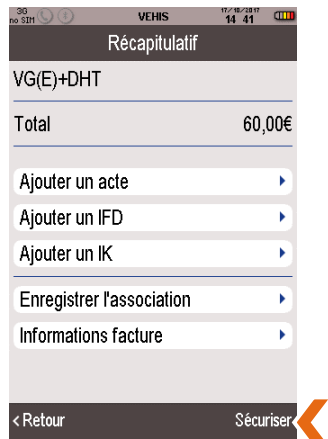 3G
no SIM VEHIS 17/10/2017
14 41
Récapitulatif
VG(E)+DHT
Total 60,00€
Ajouter un acte
Ajouter un IFD
Ajouter un IK
Enregistrer l'association
Informations facture
< Retour Sécuriser